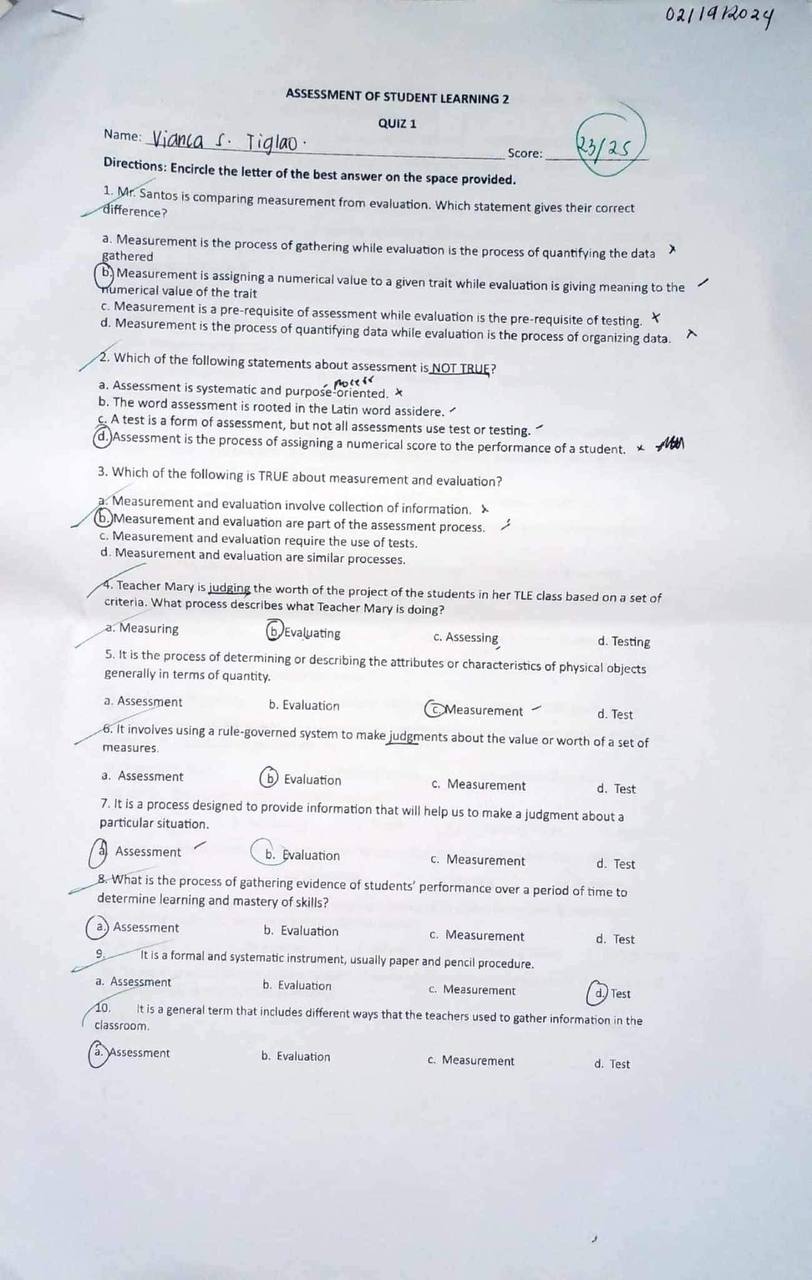 02/19/2024
ASSESSMENT OF STUDENT LEARNING 2
QUIZ 1
Name: Vianca S. Tiglao.
Score: 23/25
Directions: Encircle the letter of the best answer on the space provided.
1. Mr. Santos is comparing measurement from evaluation. Which statement gives their correct
difference?
a. Measurement is the process of gathering while evaluation is the process of quantifying the data
gathered
b. Measurement is assigning a numerical value to a given trait while evaluation is giving meaning to the
numerical value of the trait
c. Measurement is a pre-requisite of assessment while evaluation is the pre-requisite of testing.
d. Measurement is the process of quantifying data while evaluation is the process of organizing data.
2. Which of the following statements about assessment is NOT TRUE?
process
a. Assessment is systematic and purpose-oriented.
b. The word assessment is rooted in the Latin word assidere.
c. A test is a form of assessment, but not all assessments use test or testing.
d. Assessment is the process of assigning a numerical score to the performance of a student.
3. Which of the following is TRUE about measurement and evaluation?
a. Measurement and evaluation involve collection of information.
b. Measurement and evaluation are part of the assessment process.
c. Measurement and evaluation require the use of tests.
d. Measurement and evaluation are similar processes.
4. Teacher Mary is judging the worth of the project of the students in her TLE class based on a set of
criteria. What process describes what Teacher Mary is doing?
a. Measuring b. Evaluating c. Assessing d. Testing
5. It is the process of determining or describing the attributes or characteristics of physical objects
generally in terms of quantity.
a. Assessment b. Evaluation c. Measurement d. Test
6. It involves using a rule-governed system to make judgments about the value or worth of a set of
measures.
a. Assessment b. Evaluation c. Measurement d. Test
7. It is a process designed to provide information that will help us to make a judgment about a
particular situation.
a. Assessment b. Evaluation c. Measurement d. Test
8. What is the process of gathering evidence of students' performance over a period of time to
determine learning and mastery of skills?
a. Assessment b. Evaluation c. Measurement d. Test
9. It is a formal and systematic instrument, usually paper and pencil procedure.
a. Assessment b. Evaluation c. Measurement d. Test
10. It is a general term that includes different ways that the teachers used to gather information in the
classroom.
a. Assessment b. Evaluation c. Measurement d. Test